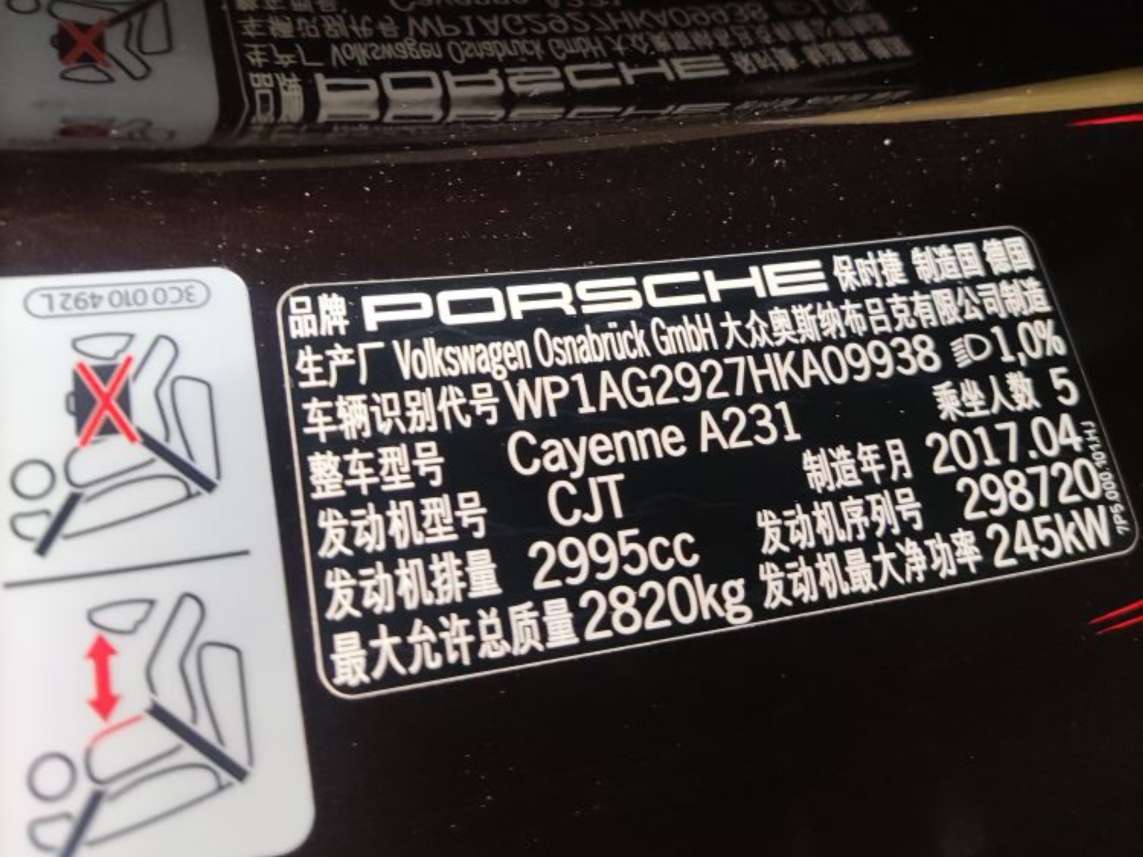 品牌 PORSCHE 保时捷 制造国 德国
生产厂 Volkswagen Osnabrück GmbH 大众奥斯纳布吕克有限公司制造
车辆识别代号 WP1AG2927HKA09938 1,0%
整车型号 Cayenne A231 乘坐人数 5
发动机型号 CJT 制造年月 2017.04
发动机排量 2995cc 发动机序列号 298720
最大允许总质量 2820kg 发动机最大净功率 245kW
7P5.000.101.HJ
3C0 010 492 L